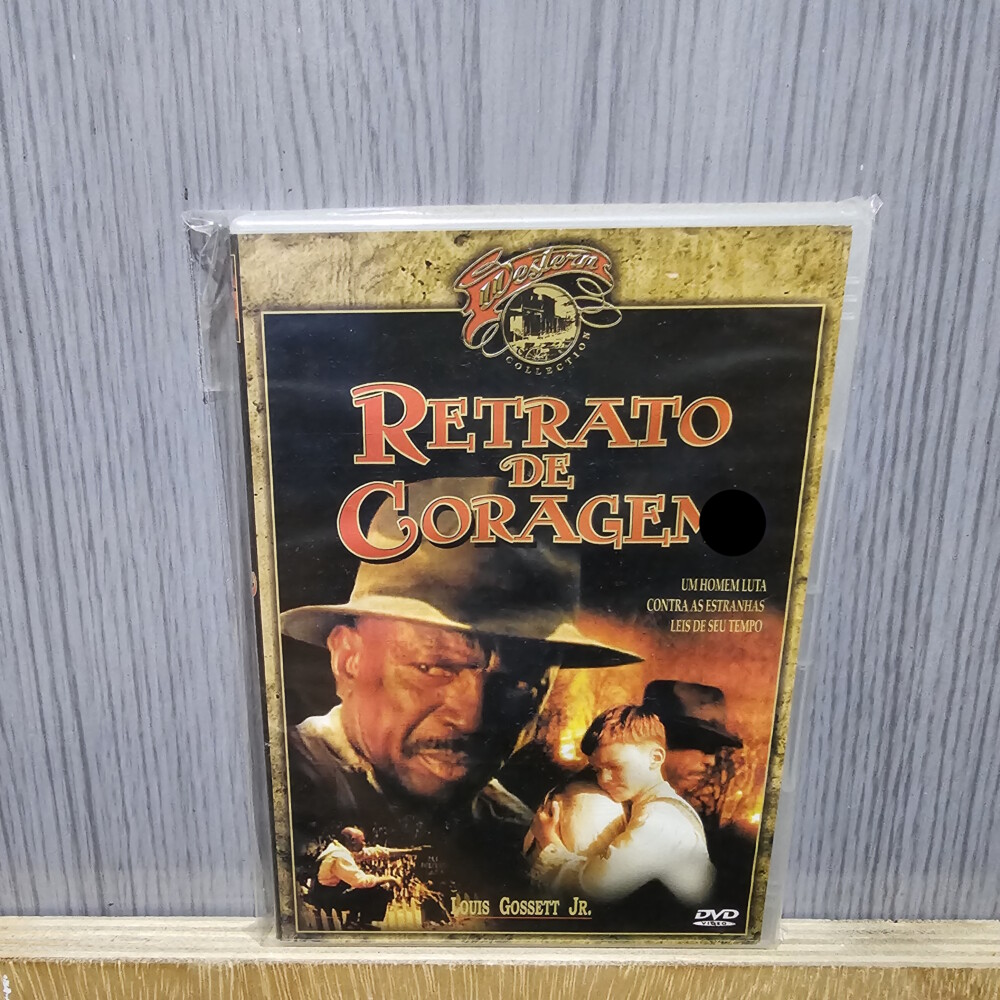 Western
COLLECTION
RETRATO
DE
CORAGEM
UM HOMEM LUTA
CONTRA AS ESTRANHAS
LEIS DE SEU TEMPO
LOUIS GOSSETT JR.
DVD
VIDEO